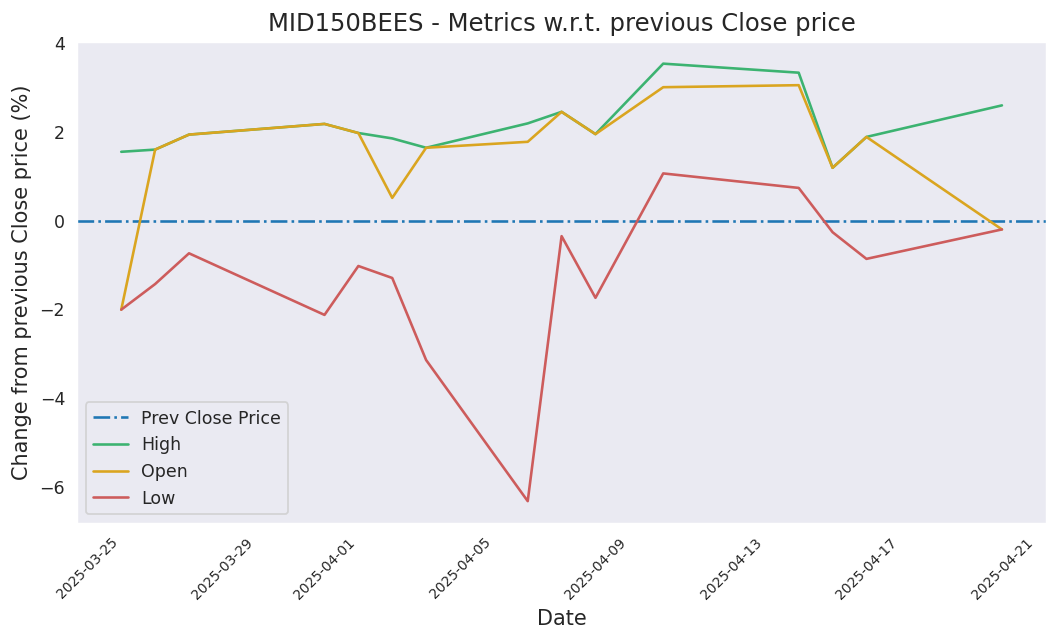 MID150BEES - Metrics w.r.t. previous Close price
Change from previous Close price (%)
4
2
0
−2
−4
−6
Prev Close Price
High
Open
Low
2025-03-25
2025-03-29
2025-04-01
2025-04-05
2025-04-09
2025-04-13
2025-04-17
2025-04-21
Date